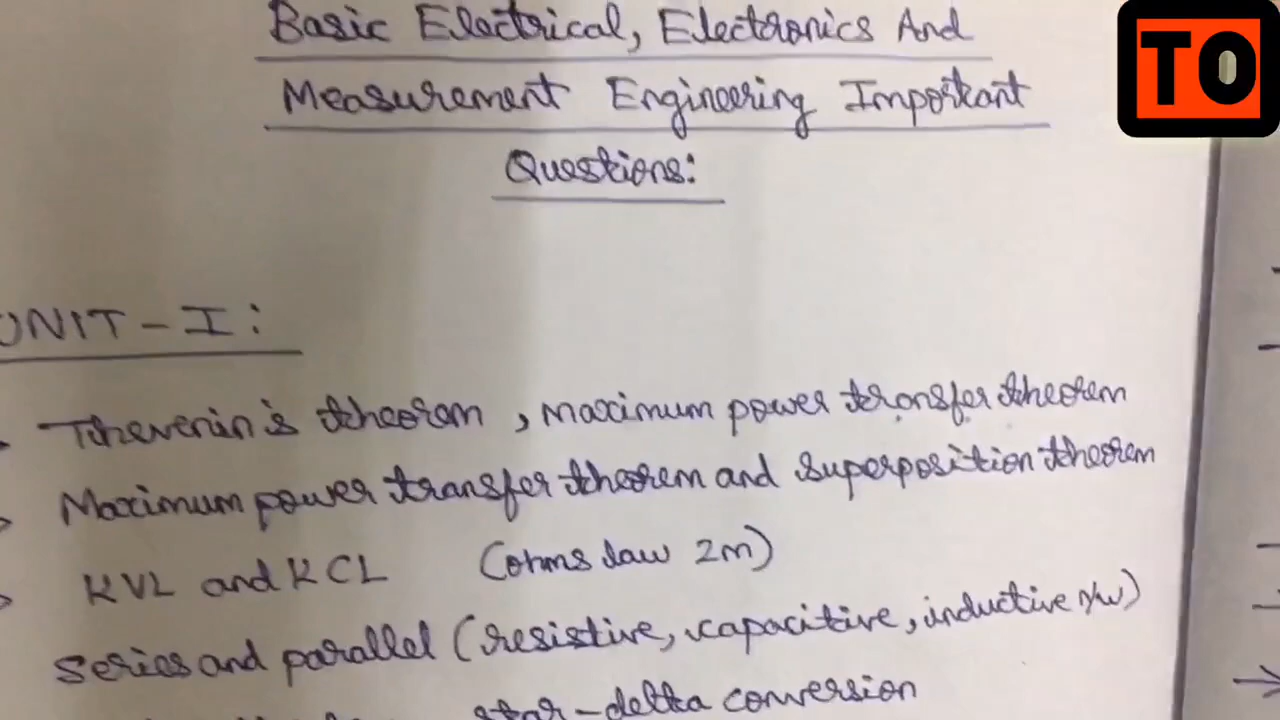 Basic Electrical, Electronics And
Measurement Engineering Important
Questions:
TO
UNIT - I:
Thevenin's theorem, Maximum power transfer theorem
Maximum power transfer theorem and superposition theorem
KVL and KCL (ohms law 2m)
Series and parallel (resistive, capacitive, inductive n/w)
star-delta conversion